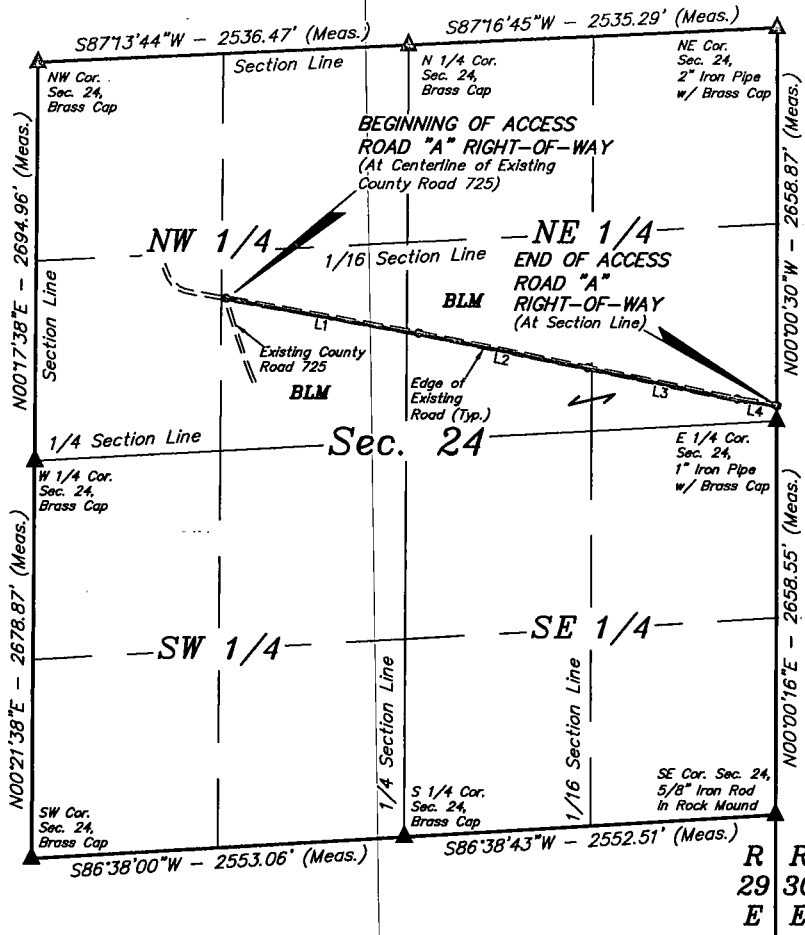 S87°13'44"W - 2536.47' (Meas.)
S87°16'45"W - 2535.29' (Meas.)
Section Line
NW Cor.
Sec. 24,
Brass Cap
N 1/4 Cor.
Sec. 24,
Brass Cap
NE Cor.
Sec. 24,
2" Iron Pipe
w/ Brass Cap
BEGINNING OF ACCESS
ROAD "A" RIGHT-OF-WAY
(At Centerline of Existing
County Road 725)
N00°17'38"E - 2694.96' (Meas.)
Section Line
N00°00'30"W - 2658.87' (Meas.)
NW 1/4
NE 1/4
1/16 Section Line
END OF ACCESS
ROAD "A"
RIGHT-OF-WAY
(At Section Line)
BLM
L1
L2
L3
L4
Existing County
Road 725
BLM
Edge of
Existing
Road (Typ.)
1/4 Section Line
Sec. 24
W 1/4 Cor.
Sec. 24,
Brass Cap
E 1/4 Cor.
Sec. 24,
1" Iron Pipe
w/ Brass Cap
N00°21'38"E - 2678.87' (Meas.)
N00°00'16"E - 2658.55' (Meas.)
SW 1/4
SE 1/4
1/4 Section Line
1/16 Section Line
SW Cor.
Sec. 24,
Brass Cap
S 1/4 Cor.
Sec. 24,
Brass Cap
SE Cor. Sec. 24,
5/8" Iron Rod
In Rock Mound
S86°38'00"W - 2553.06' (Meas.)
S86°38'43"W - 2552.51' (Meas.)
R R
29 30
E E